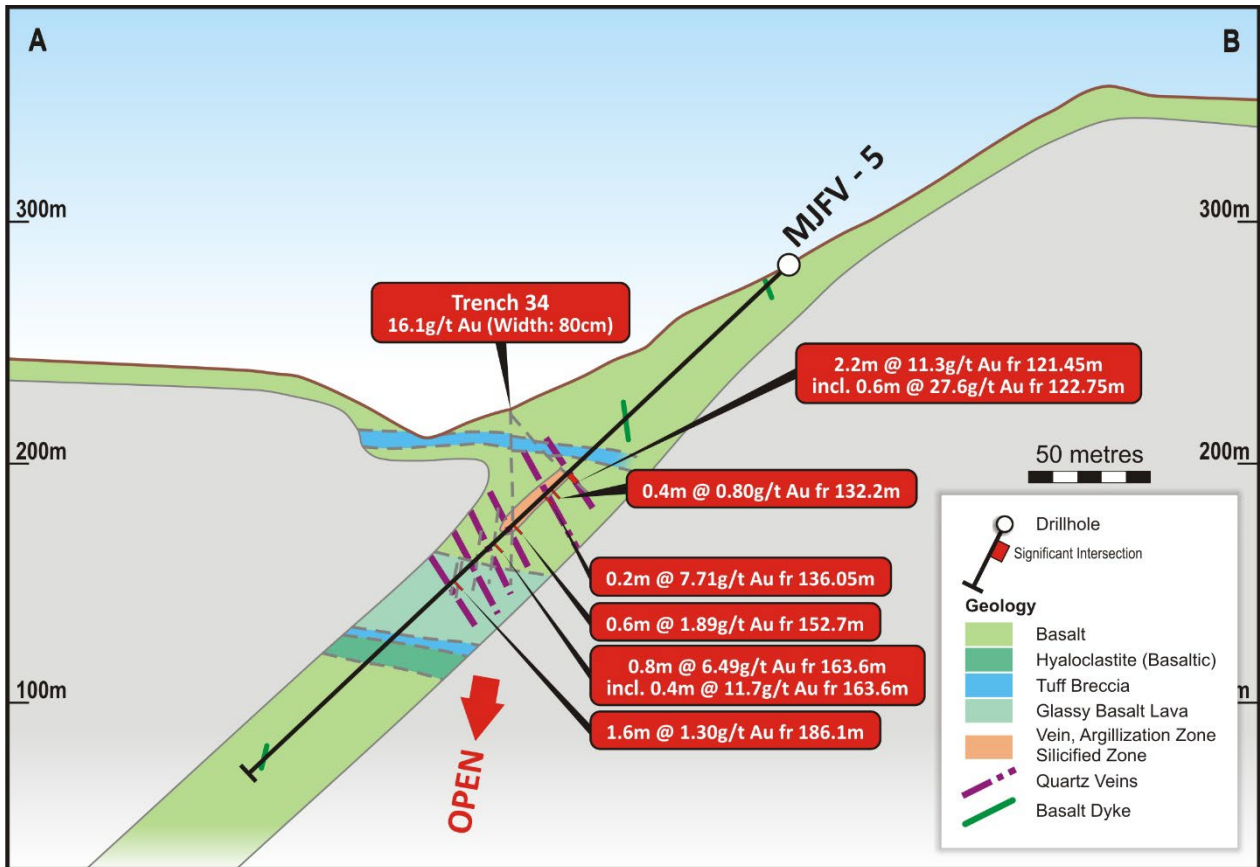 A
B
MJFV - 5
300m
300m
Trench 34
16.1g/t Au (Width: 80cm)
2.2m @ 11.3g/t Au fr 121.45m
incl. 0.6m @ 27.6g/t Au fr 122.75m
200m
200m
50 metres
0.4m @ 0.80g/t Au fr 132.2m
0.2m @ 7.71g/t Au fr 136.05m
0.6m @ 1.89g/t Au fr 152.7m
0.8m @ 6.49g/t Au fr 163.6m
incl. 0.4m @ 11.7g/t Au fr 163.6m
1.6m @ 1.30g/t Au fr 186.1m
100m
OPEN
Drillhole
Significant Intersection
Geology
Basalt
Hyaloclastite (Basaltic)
Tuff Breccia
Glassy Basalt Lava
Vein, Argillization Zone
Silicified Zone
Quartz Veins
Basalt Dyke